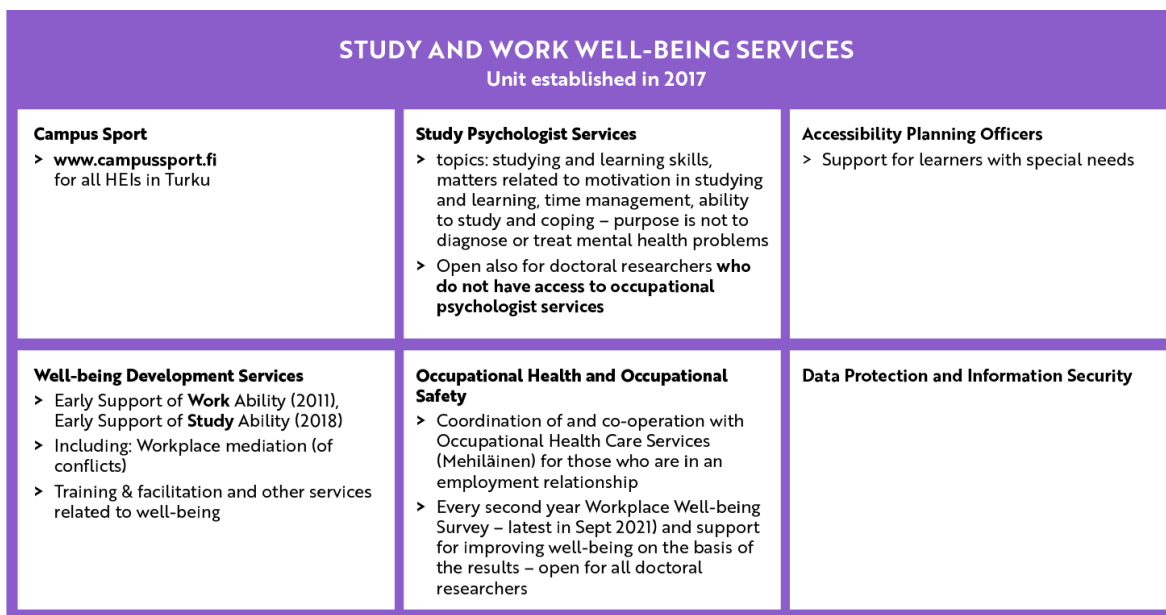 STUDY AND WORK WELL-BEING SERVICES
Unit established in 2017
Campus Sport
> www.campussport.fi
for all HEIs in Turku
Study Psychologist Services
> topics: studying and learning skills,
matters related to motivation in studying
and learning, time management, ability
to study and coping – purpose is not to
diagnose or treat mental health problems
> Open also for doctoral researchers who
do not have access to occupational
psychologist services
Accessibility Planning Officers
> Support for learners with special needs
Well-being Development Services
> Early Support of Work Ability (2011),
Early Support of Study Ability (2018)
> Including: Workplace mediation (of
conflicts)
> Training & facilitation and other services
related to well-being
Occupational Health and Occupational
Safety
> Coordination of and co-operation with
Occupational Health Care Services
(Mehiläinen) for those who are in an
employment relationship
> Every second year Workplace Well-being
Survey – latest in Sept 2021) and support
for improving well-being on the basis of
the results – open for all doctoral
researchers
Data Protection and Information Security